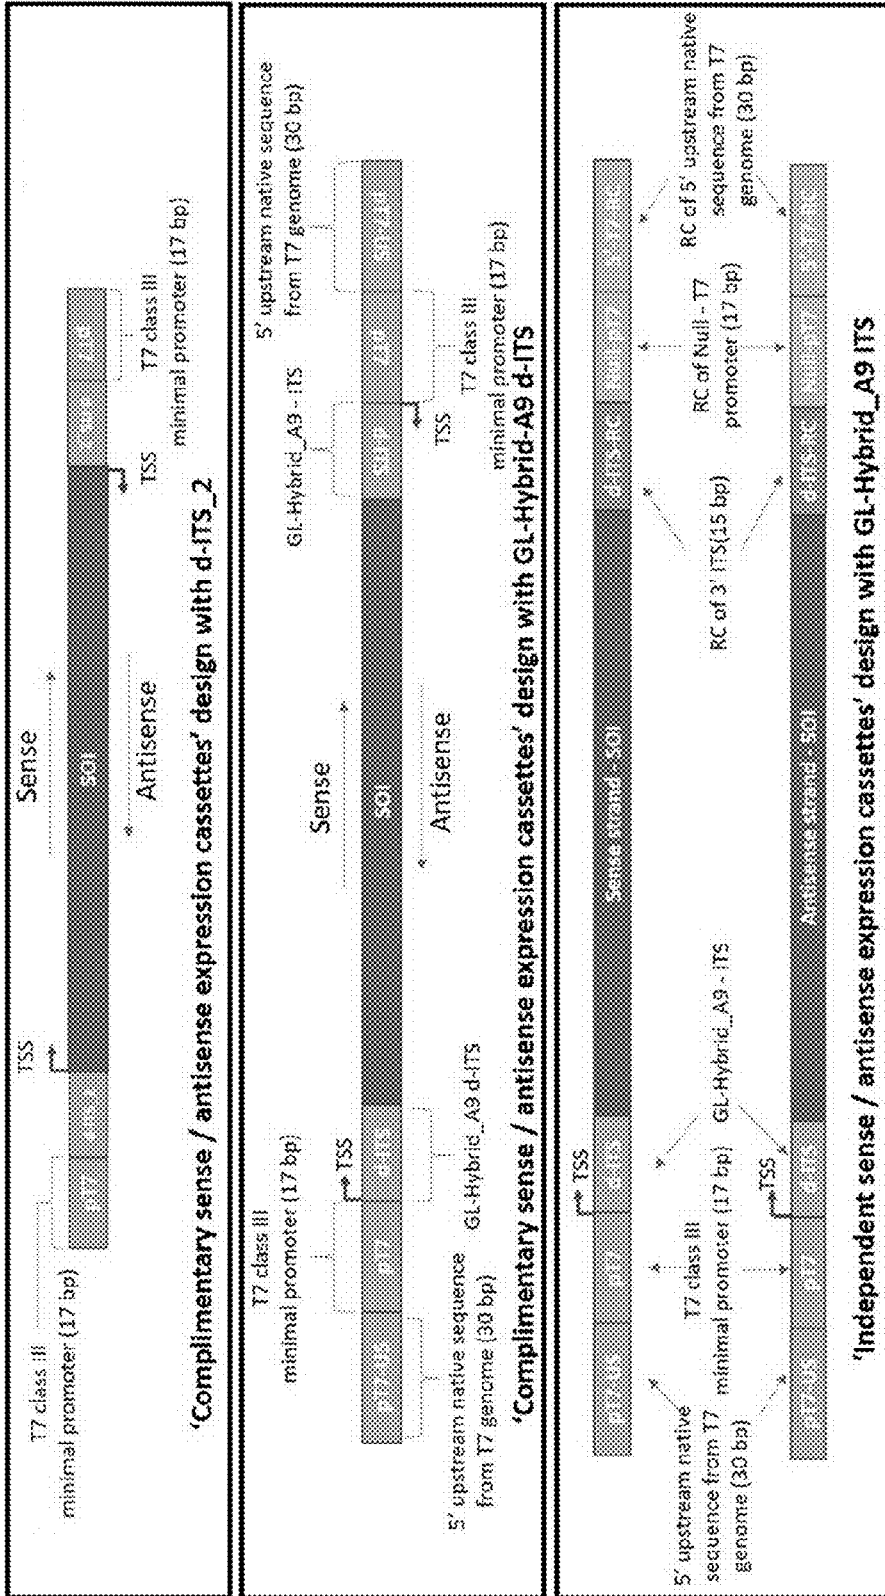 T7 class III
minimal promoter (17 bp)
TSS
Sense
SOI
Antisense
TSS
T7 class III
minimal promoter (17 bp)
'Complimentary sense / antisense expression cassettes' design with d-ITS_2
T7 class III
minimal promoter (17 bp)
TSS
Sense
GL-Hybrid_A9 - ITS
5' upstream native sequence
from T7 genome (30 bp)
pT7
SOI
5' upstream native sequence
from T7 genome (30 bp)
GL-Hybrid_A9 d-ITS
Antisense
TSS
T7 class III
minimal promoter (17 bp)
'Complimentary sense / antisense expression cassettes' design with GL-Hybrid-A9 d-ITS
TSS
pT7
Sense strand - SOI
5' upstream native
sequence from T7
genome (30 bp)
T7 class III
minimal promoter (17 bp)
GL-Hybrid_A9 - ITS
RC of 3' ITS(15 bp)
RC of Null - T7
promoter (17 bp)
RC of 5' upstream native
sequence from T7
genome (30 bp)
TSS
pT7
Antisense strand - SOI
'Independent sense / antisense expression cassettes' design with GL-Hybrid_A9 ITS